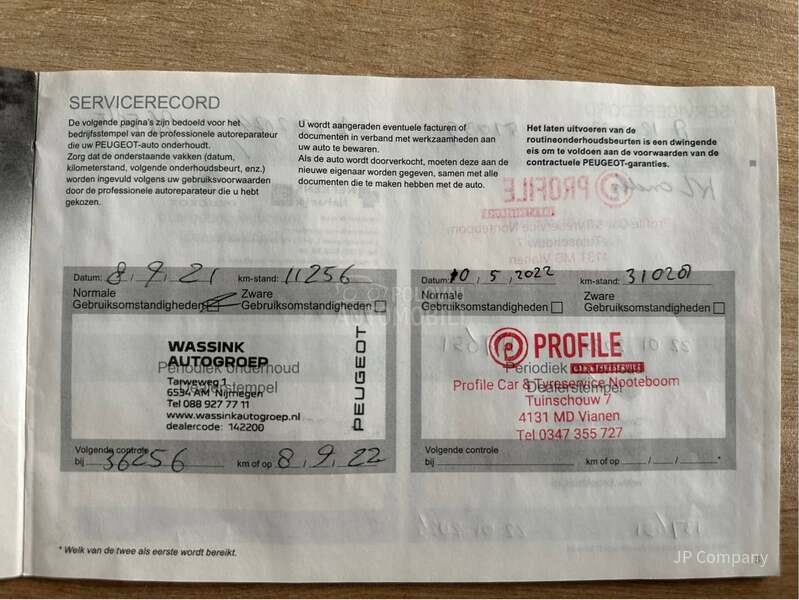 SERVICERECORD
De volgende pagina's zijn bedoeld voor het
bedrijfsstempel van de professionele autoreparateur
die uw PEUGEOT-auto onderhoudt.
Zorg dat de onderstaande vakken (datum,
kilometerstand, volgende onderhoudsbeurt, enz.)
worden ingevuld volgens uw gebruiksvoorwaarden
door de professionele autoreparateur die u hebt
gekozen.
U wordt aangeraden eventuele facturen of
documenten in verband met werkzaamheden aan
uw auto te bewaren.
Als de auto wordt doorverkocht, moeten deze aan de
nieuwe eigenaar worden gegeven, samen met alle
documenten die te maken hebben met de auto.
Het laten uitvoeren van de
routineonderhoudsbeurten is een dwingende
eis om te voldoen aan de voorwaarden van de
contractuele PEUGEOT-garanties.
Datum: 8, 9, 21 km-stand: 11256
Normale Zware
Gebruiksomstandigheden Gebruiksomstandigheden
WASSINK
AUTOGROEP
Periodiek onderhoud
Dealerstempel
Tarweweg 1
6534 AM Nijmegen
Tel 088 927 77 11
www.wassinkautogroep.nl
dealercode: 142200
PEUGEOT
Volgende controle
bij 36256 km of op 8, 9, 22
* Welk van de twee als eerste wordt bereikt.
Datum: 10, 5, 2022 km-stand: 31020
Normale Zware
Gebruiksomstandigheden Gebruiksomstandigheden
PROFILE
Periodiek
Dealerstempel
Profile Car & Tyreservice Nooteboom
Tuinschouw 7
4131 MD Vianen
Tel 0347 355 727
Volgende controle
bij km of op / / *
JP Company